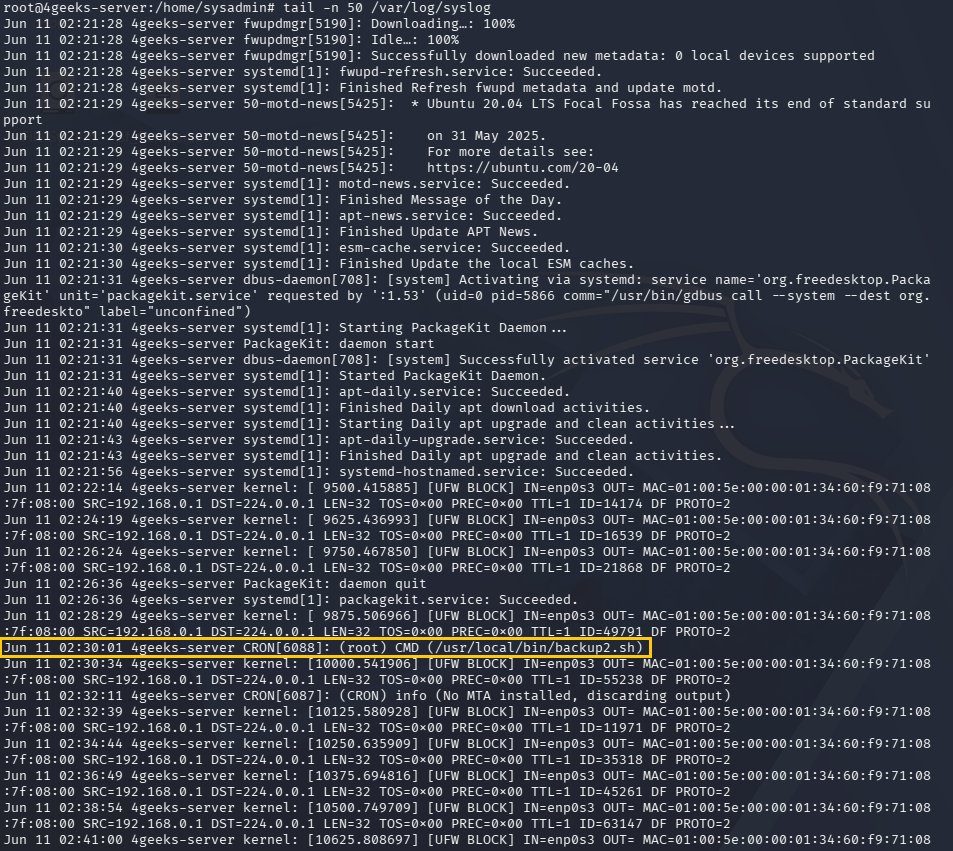 root@4geeks-server:/home/sysadmin# tail -n 50 /var/log/syslog
Jun 11 02:21:28 4geeks-server fwupdmgr[5190]: Downloading…: 100%
Jun 11 02:21:28 4geeks-server fwupdmgr[5190]: Idle…: 100%
Jun 11 02:21:28 4geeks-server fwupdmgr[5190]: Successfully downloaded new metadata: 0 local devices supported
Jun 11 02:21:28 4geeks-server systemd[1]: fwupd-refresh.service: Succeeded.
Jun 11 02:21:28 4geeks-server systemd[1]: Finished Refresh fwupd metadata and update motd.
Jun 11 02:21:29 4geeks-server 50-motd-news[5425]:  * Ubuntu 20.04 LTS Focal Fossa has reached its end of standard su
pport
Jun 11 02:21:29 4geeks-server 50-motd-news[5425]:    on 31 May 2025.
Jun 11 02:21:29 4geeks-server 50-motd-news[5425]:    For more details see:
Jun 11 02:21:29 4geeks-server 50-motd-news[5425]:    https://ubuntu.com/20-04
Jun 11 02:21:29 4geeks-server systemd[1]: motd-news.service: Succeeded.
Jun 11 02:21:29 4geeks-server systemd[1]: Finished Message of the Day.
Jun 11 02:21:29 4geeks-server systemd[1]: apt-news.service: Succeeded.
Jun 11 02:21:29 4geeks-server systemd[1]: Finished Update APT News.
Jun 11 02:21:30 4geeks-server systemd[1]: esm-cache.service: Succeeded.
Jun 11 02:21:30 4geeks-server systemd[1]: Finished Update the local ESM caches.
Jun 11 02:21:31 4geeks-server dbus-daemon[708]: [system] Activating via systemd: service name='org.freedesktop.Packa
geKit' unit='packagekit.service' requested by ':1.53' (uid=0 pid=5866 comm="/usr/bin/gdbus call --system --dest org.
freedeskto" label="unconfined")
Jun 11 02:21:31 4geeks-server systemd[1]: Starting PackageKit Daemon...
Jun 11 02:21:31 4geeks-server PackageKit: daemon start
Jun 11 02:21:31 4geeks-server dbus-daemon[708]: [system] Successfully activated service 'org.freedesktop.PackageKit'
Jun 11 02:21:31 4geeks-server systemd[1]: Started PackageKit Daemon.
Jun 11 02:21:40 4geeks-server systemd[1]: apt-daily.service: Succeeded.
Jun 11 02:21:40 4geeks-server systemd[1]: Finished Daily apt download activities.
Jun 11 02:21:40 4geeks-server systemd[1]: Starting Daily apt upgrade and clean activities...
Jun 11 02:21:43 4geeks-server systemd[1]: apt-daily-upgrade.service: Succeeded.
Jun 11 02:21:43 4geeks-server systemd[1]: Finished Daily apt upgrade and clean activities.
Jun 11 02:21:56 4geeks-server systemd[1]: systemd-hostnamed.service: Succeeded.
Jun 11 02:22:14 4geeks-server kernel: [ 9500.415885] [UFW BLOCK] IN=enp0s3 OUT= MAC=01:00:5e:00:00:01:34:60:f9:71:08
:7f:08:00 SRC=192.168.0.1 DST=224.0.0.1 LEN=32 TOS=0×00 PREC=0×00 TTL=1 ID=14174 DF PROTO=2
Jun 11 02:24:19 4geeks-server kernel: [ 9625.436993] [UFW BLOCK] IN=enp0s3 OUT= MAC=01:00:5e:00:00:01:34:60:f9:71:08
:7f:08:00 SRC=192.168.0.1 DST=224.0.0.1 LEN=32 TOS=0×00 PREC=0×00 TTL=1 ID=16539 DF PROTO=2
Jun 11 02:26:24 4geeks-server kernel: [ 9750.467850] [UFW BLOCK] IN=enp0s3 OUT= MAC=01:00:5e:00:00:01:34:60:f9:71:08
:7f:08:00 SRC=192.168.0.1 DST=224.0.0.1 LEN=32 TOS=0×00 PREC=0×00 TTL=1 ID=21868 DF PROTO=2
Jun 11 02:26:36 4geeks-server PackageKit: daemon quit
Jun 11 02:26:36 4geeks-server systemd[1]: packagekit.service: Succeeded.
Jun 11 02:28:29 4geeks-server kernel: [ 9875.506966] [UFW BLOCK] IN=enp0s3 OUT= MAC=01:00:5e:00:00:01:34:60:f9:71:08
:7f:08:00 SRC=192.168.0.1 DST=224.0.0.1 LEN=32 TOS=0×00 PREC=0×00 TTL=1 ID=49791 DF PROTO=2
Jun 11 02:30:01 4geeks-server CRON[6088]: (root) CMD (/usr/local/bin/backup2.sh)
Jun 11 02:30:34 4geeks-server kernel: [10000.541906] [UFW BLOCK] IN=enp0s3 OUT= MAC=01:00:5e:00:00:01:34:60:f9:71:08
:7f:08:00 SRC=192.168.0.1 DST=224.0.0.1 LEN=32 TOS=0×00 PREC=0×00 TTL=1 ID=55238 DF PROTO=2
Jun 11 02:32:11 4geeks-server CRON[6087]: (CRON) info (No MTA installed, discarding output)
Jun 11 02:32:39 4geeks-server kernel: [10125.580928] [UFW BLOCK] IN=enp0s3 OUT= MAC=01:00:5e:00:00:01:34:60:f9:71:08
:7f:08:00 SRC=192.168.0.1 DST=224.0.0.1 LEN=32 TOS=0×00 PREC=0×00 TTL=1 ID=11971 DF PROTO=2
Jun 11 02:34:44 4geeks-server kernel: [10250.635909] [UFW BLOCK] IN=enp0s3 OUT= MAC=01:00:5e:00:00:01:34:60:f9:71:08
:7f:08:00 SRC=192.168.0.1 DST=224.0.0.1 LEN=32 TOS=0×00 PREC=0×00 TTL=1 ID=35318 DF PROTO=2
Jun 11 02:36:49 4geeks-server kernel: [10375.694816] [UFW BLOCK] IN=enp0s3 OUT= MAC=01:00:5e:00:00:01:34:60:f9:71:08
:7f:08:00 SRC=192.168.0.1 DST=224.0.0.1 LEN=32 TOS=0×00 PREC=0×00 TTL=1 ID=45261 DF PROTO=2
Jun 11 02:38:54 4geeks-server kernel: [10500.749709] [UFW BLOCK] IN=enp0s3 OUT= MAC=01:00:5e:00:00:01:34:60:f9:71:08
:7f:08:00 SRC=192.168.0.1 DST=224.0.0.1 LEN=32 TOS=0×00 PREC=0×00 TTL=1 ID=63147 DF PROTO=2
Jun 11 02:41:00 4geeks-server kernel: [10625.808697] [UFW BLOCK] IN=enp0s3 OUT= MAC=01:00:5e:00:00:01:34:60:f9:71:08